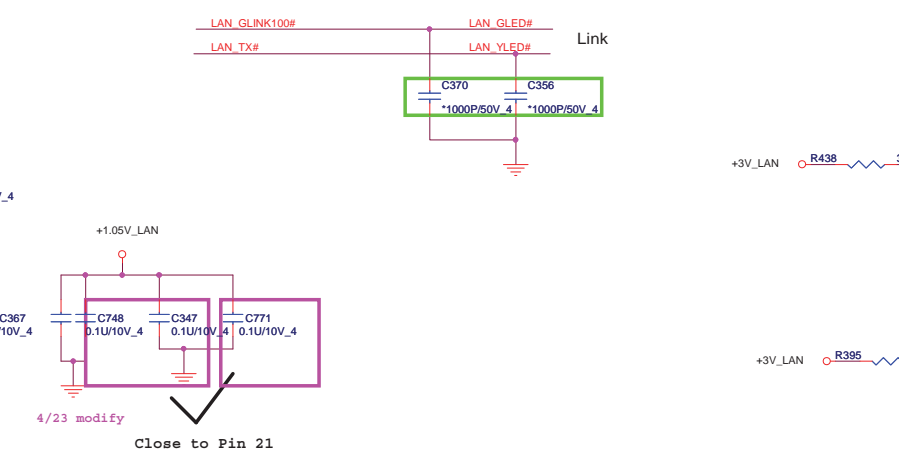 LAN_GLINK100# LAN_GLED#
Link
LAN_TX# LAN_YLED#
C370 C356
*1000P/50V_4 *1000P/50V_4
+3V_LAN R438
_4
+1.05V_LAN
C367 C748 C347 C771
/10V_4 0.1U/10V_4 0.1U/10V_4 0.1U/10V_4
+3V_LAN R395
4/23 modify
Close to Pin 21